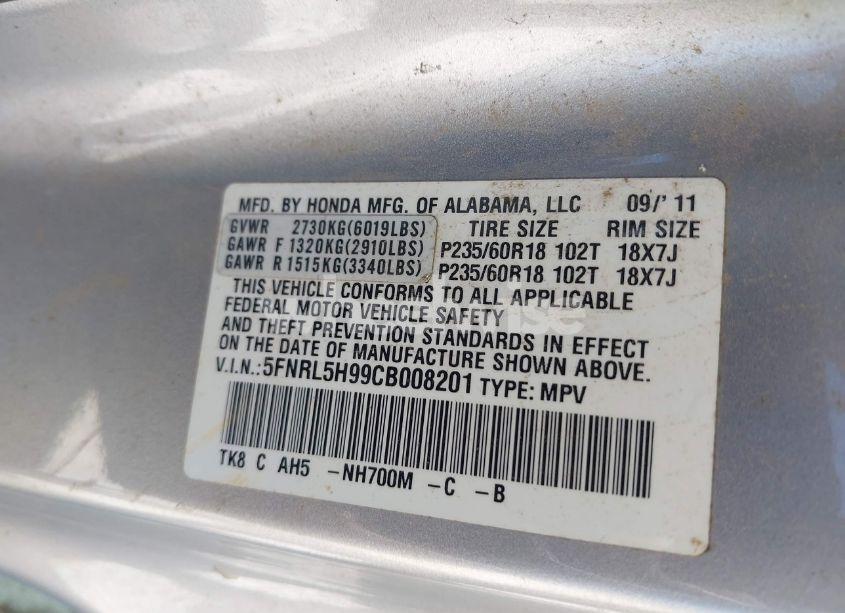 MFD. BY HONDA MFG. OF ALABAMA, LLC 09/' 11
GVWR 2730KG(6019LBS) TIRE SIZE RIM SIZE
GAWR F 1320KG(2910LBS) P235/60R18 102T 18X7J
GAWR R 1515KG(3340LBS) P235/60R18 102T 18X7J
THIS VEHICLE CONFORMS TO ALL APPLICABLE
FEDERAL MOTOR VEHICLE SAFETY
AND THEFT PREVENTION STANDARDS IN EFFECT
ON THE DATE OF MANUFACTURE SHOWN ABOVE.
V.I.N.:5FNRL5H99CB008201 TYPE: MPV
TK8 C AH5 -NH700M -C -B